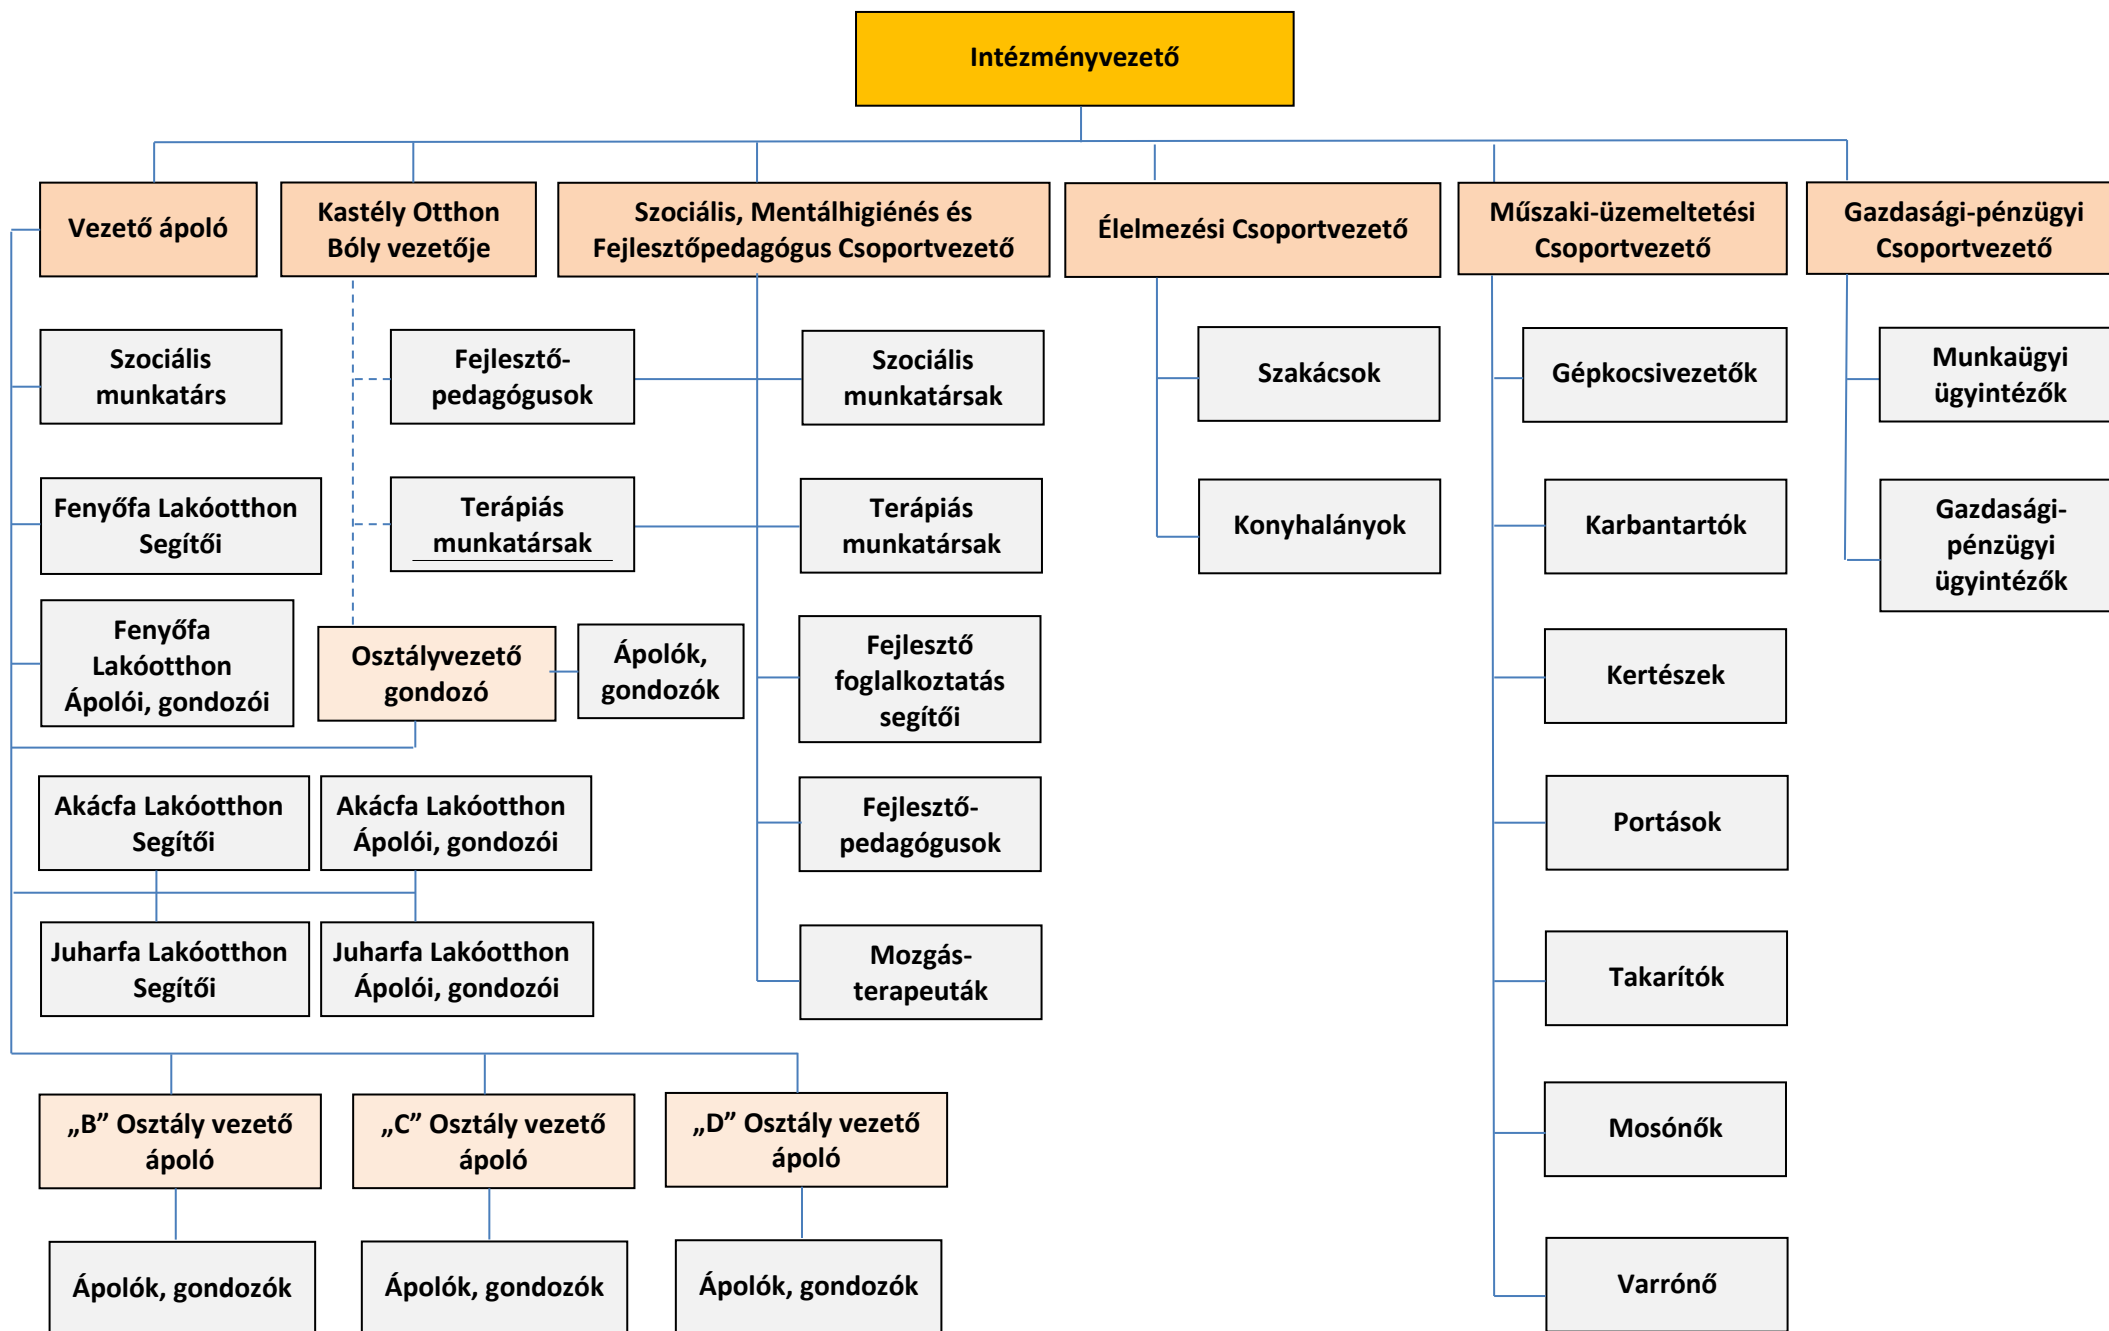 Intézményvezető
Vezető ápoló
Kastély Otthon
Bóly vezetője
Szociális, Mentálhigiénés és
Fejlesztőpedagógus Csoportvezető
Élelmezési Csoportvezető
Műszaki-üzemeltetési
Csoportvezető
Gazdasági-pénzügyi
Csoportvezető
Szociális
munkatárs
Fejlesztő-
pedagógusok
Szociális
munkatársak
Szakácsok
Gépkocsivezetők
Munkaügyi
ügyintézők
Fenyőfa Lakóotthon
Segítői
Terápiás
munkatársak
Terápiás
munkatársak
Konyhalányok
Karbantartók
Gazdasági-
pénzügyi
ügyintézők
Fenyőfa
Lakóotthon
Ápolói, gondozói
Osztályvezető
gondozó
Ápolók,
gondozók
Fejlesztő
foglalkoztatás
segítői
Kertészek
Akácfa Lakóotthon
Segítői
Akácfa Lakóotthon
Ápolói, gondozói
Fejlesztő-
pedagógusok
Portások
Juharfa Lakóotthon
Segítői
Juharfa Lakóotthon
Ápolói, gondozói
Mozgás-
terapeuták
Takarítók
„B” Osztály vezető
ápoló
„C” Osztály vezető
ápoló
„D” Osztály vezető
ápoló
Mosónők
Ápolók, gondozók
Ápolók, gondozók
Ápolók, gondozók
Varrónő